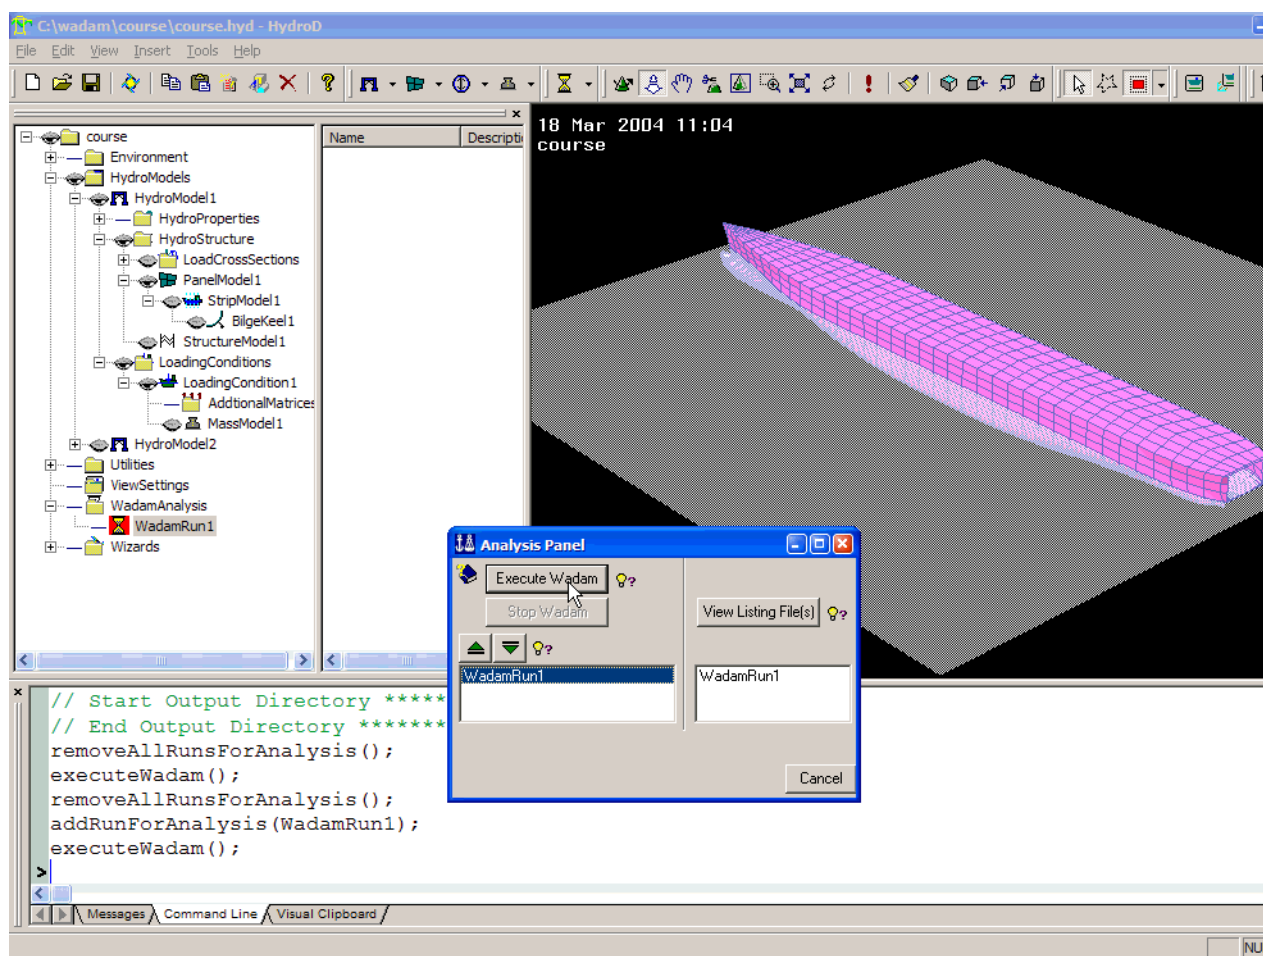 C:\wadam\course\course.hyd - HydroD
File Edit View Insert Tools Help
18 Mar 2004 11:04
course
course
Environment
HydroModels
HydroModel1
HydroProperties
HydroStructure
LoadCrossSections
PanelModel1
StripModel1
BilgeKeel1
StructureModel1
LoadingConditions
LoadingCondition1
AddtionalMatrices
MassModel1
HydroModel2
Utilities
ViewSettings
WadamAnalysis
WadamRun1
Wizards
Name Descripti
Analysis Panel
Execute Wadam
Stop Wadam
View Listing File(s)
WadamRun1
WadamRun1
Cancel
// Start Output Directory *****
// End Output Directory *******
removeAllRunsForAnalysis();
executeWadam();
removeAllRunsForAnalysis();
addRunForAnalysis(WadamRun1);
executeWadam();
>
Messages Command Line Visual Clipboard
NU